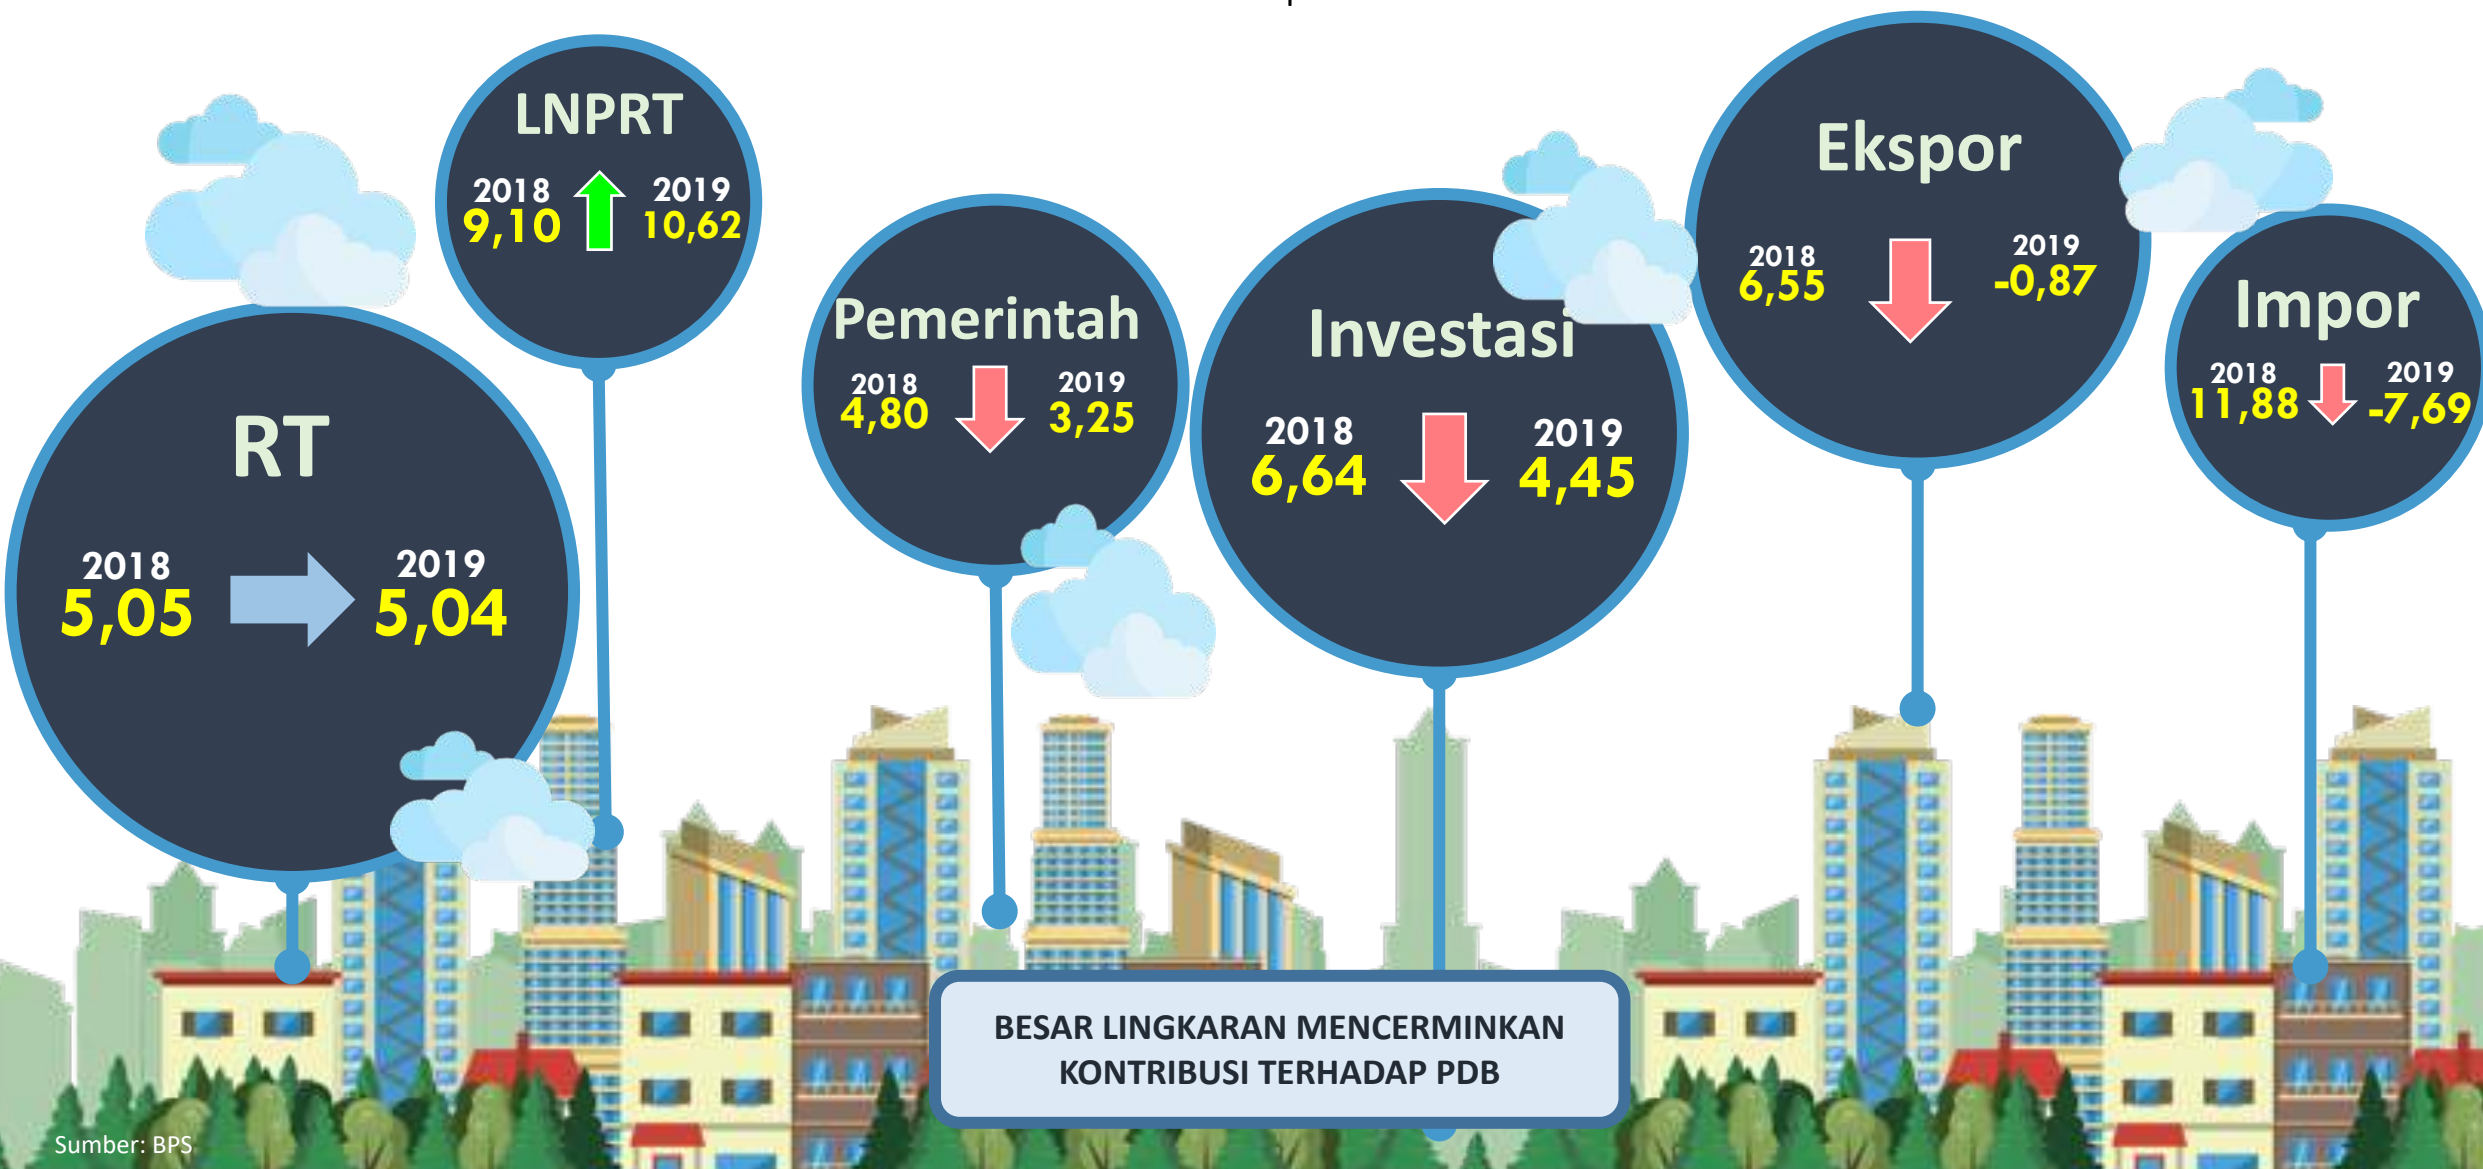 LNPRT
2018
2019
9,10
10,62
Ekspor
2018
2019
6,55
-0,87
Pemerintah
2018
2019
4,80
3,25
Investasi
2018
2019
6,64
4,45
Impor
2018
2019
11,88
-7,69
RT
2018
2019
5,05
5,04
BESAR LINGKARAN MENCERMINKAN
KONTRIBUSI TERHADAP PDB
Sumber: BPS